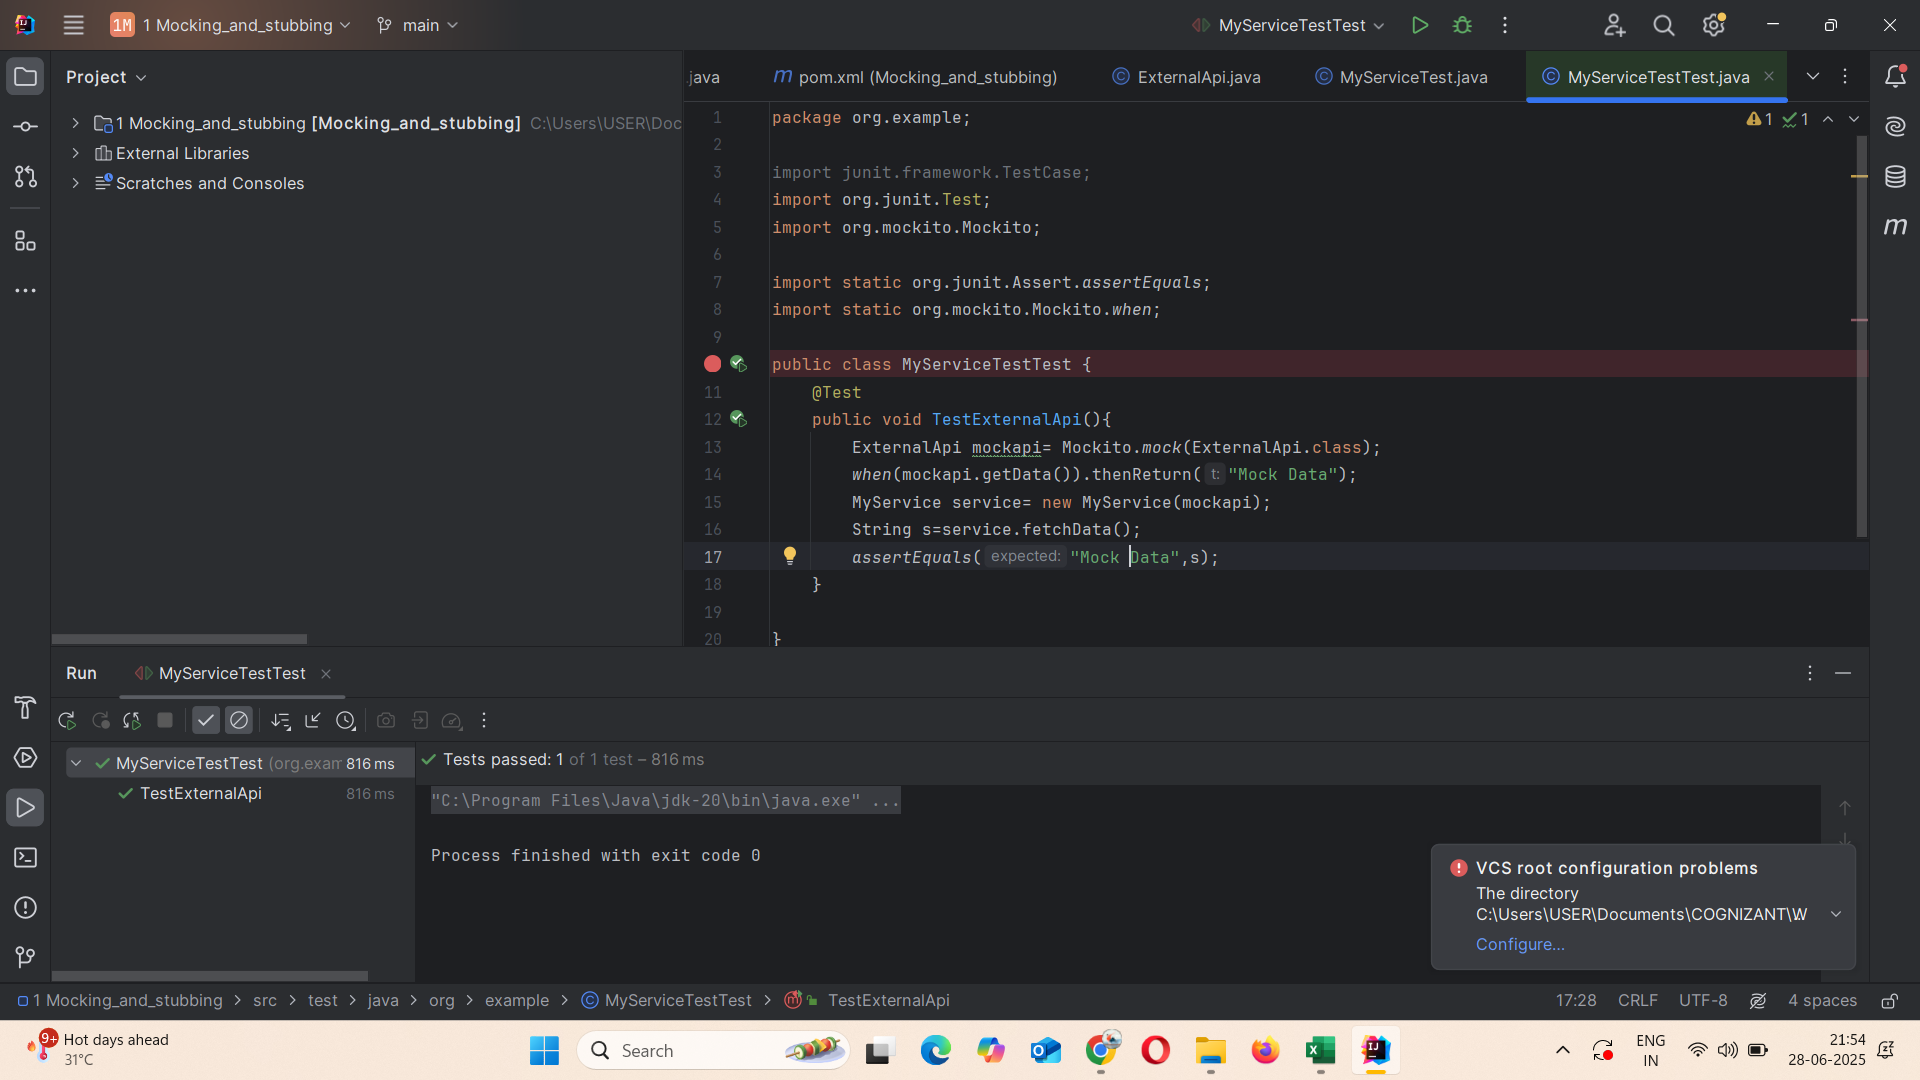 1M 1 Mocking_and_stubbing main MyServiceTestTest
Project
1 Mocking_and_stubbing [Mocking_and_stubbing] C:\Users\USER\Doc
External Libraries
Scratches and Consoles
.java pom.xml (Mocking_and_stubbing) ExternalApi.java MyServiceTest.java MyServiceTestTest.java
1 package org.example; 1 1
2
3 import junit.framework.TestCase;
4 import org.junit.Test;
5 import org.mockito.Mockito;
6
7 import static org.junit.Assert.assertEquals;
8 import static org.mockito.Mockito.when;
9
public class MyServiceTestTest {
11 @Test
12 public void TestExternalApi(){
13 ExternalApi mockapi= Mockito.mock(ExternalApi.class);
14 when(mockapi.getData()).thenReturn( t: "Mock Data");
15 MyService service= new MyService(mockapi);
16 String s=service.fetchData();
17 assertEquals( expected: "Mock Data",s);
18 }
19
20 }
Run MyServiceTestTest
MyServiceTestTest (org.exam 816 ms
TestExternalApi 816 ms
Tests passed: 1 of 1 test – 816 ms
"C:\Program Files\Java\jdk-20\bin\java.exe" ...
Process finished with exit code 0
VCS root configuration problems
The directory
C:\Users\USER\Documents\COGNIZANT\W
Configure...
1 Mocking_and_stubbing > src > test > java > org > example > MyServiceTestTest > TestExternalApi 17:28 CRLF UTF-8 4 spaces
9+ Hot days ahead
31°C
Search
ENG
IN
21:54
28-06-2025